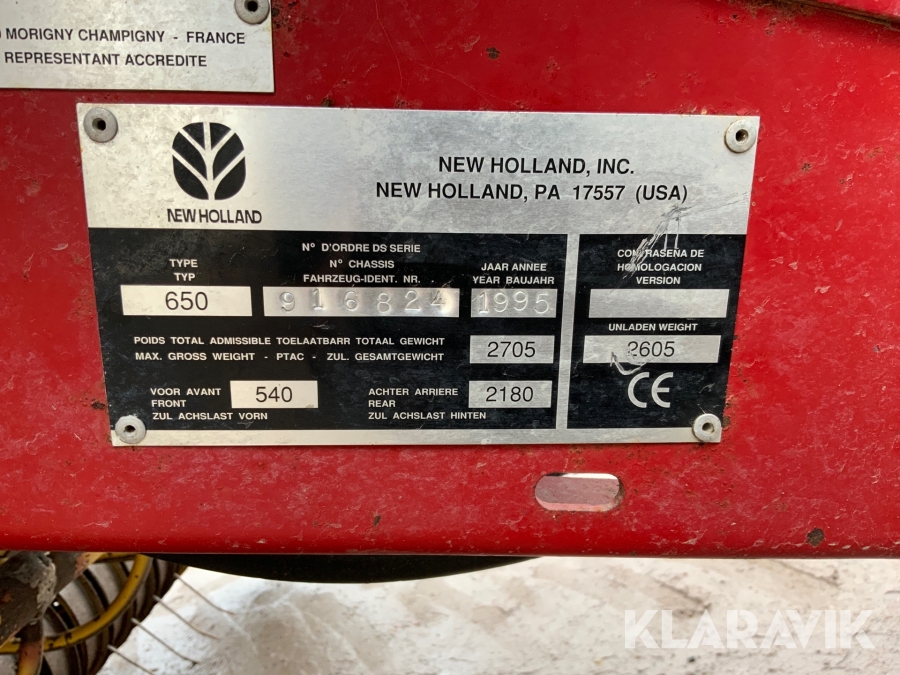 MORIGNY CHAMPIGNY - FRANCE
REPRESENTANT ACCREDITE
NEW HOLLAND
NEW HOLLAND, INC.
NEW HOLLAND, PA 17557 (USA)
TYPE
TYP
650
Nº D'ORDRE DS SERIE
Nº CHASSIS
FAHRZEUG-IDENT. NR.
916824
JAAR ANNEE
YEAR BAUJAHR
1995
POIDS TOTAL ADMISSIBLE TOELAATBARR TOTAAL GEWICHT
MAX. GROSS WEIGHT - PTAC - ZUL. GESAMTGEWICHT
2705
VOOR AVANT
FRONT
ZUL ACHSLAST VORN
540
ACHTER ARRIERE
REAR
ZUL ACHSLAST HINTEN
2180
CONTRASEÑA DE
HOMOLOGACION
VERSION
UNLADEN WEIGHT
2605
CE
KLARAVIK